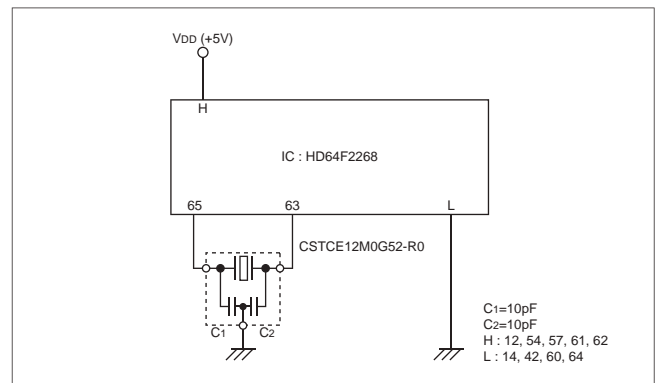 VDD (+5V)
H
IC : HD64F2268
65
63
L
CSTCE12M0G52-R0
C1
C2
C1=10pF
C2=10pF
H : 12, 54, 57, 61, 62
L : 14, 42, 60, 64